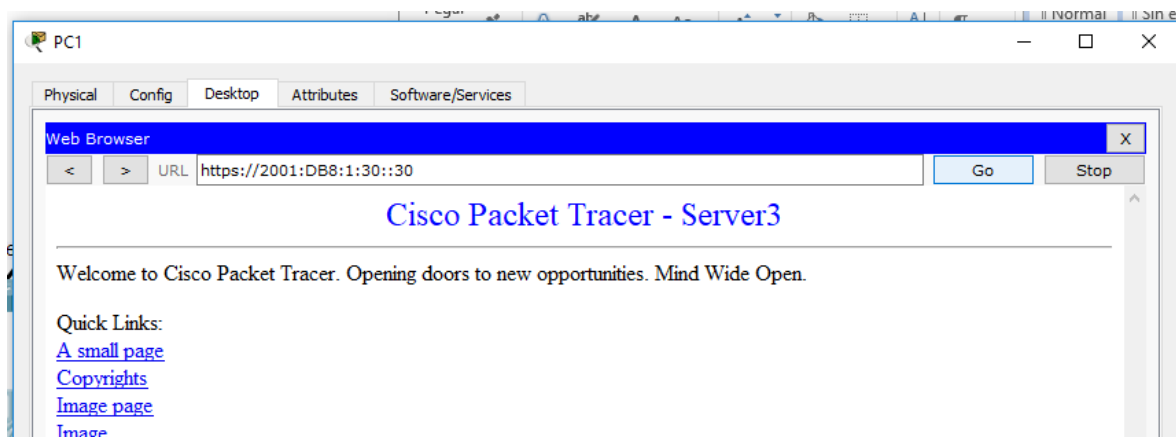 Normal
PC1
Physical Config Desktop Attributes Software/Services
Web Browser X
< > URL https://2001:DB8:1:30::30 Go Stop
Cisco Packet Tracer - Server3
Welcome to Cisco Packet Tracer. Opening doors to new opportunities. Mind Wide Open.
Quick Links:
A small page
Copyrights
Image page
Image